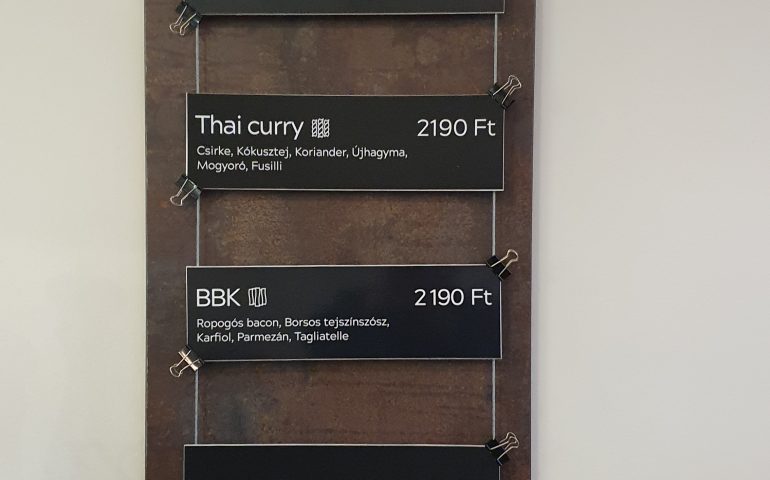 Thai curry 2190 Ft
Csirke, Kókusztej, Koriander, Újhagyma,
Mogyoró, Fusilli
BBK 2190 Ft
Ropogós bacon, Borsos tejszínszósz,
Karfiol, Parmezán, Tagliatelle